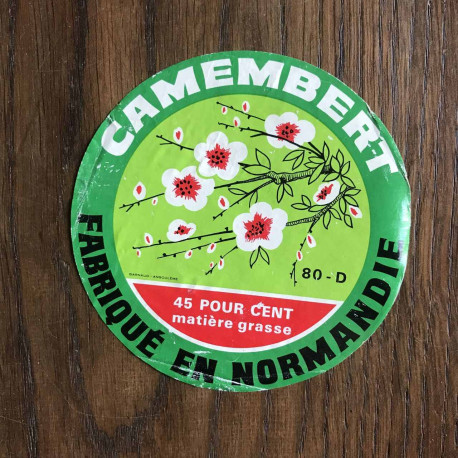 CAMEMBERT
80-D
45 POUR CENT
matière grasse
FABRIQUÉ EN NORMANDIE